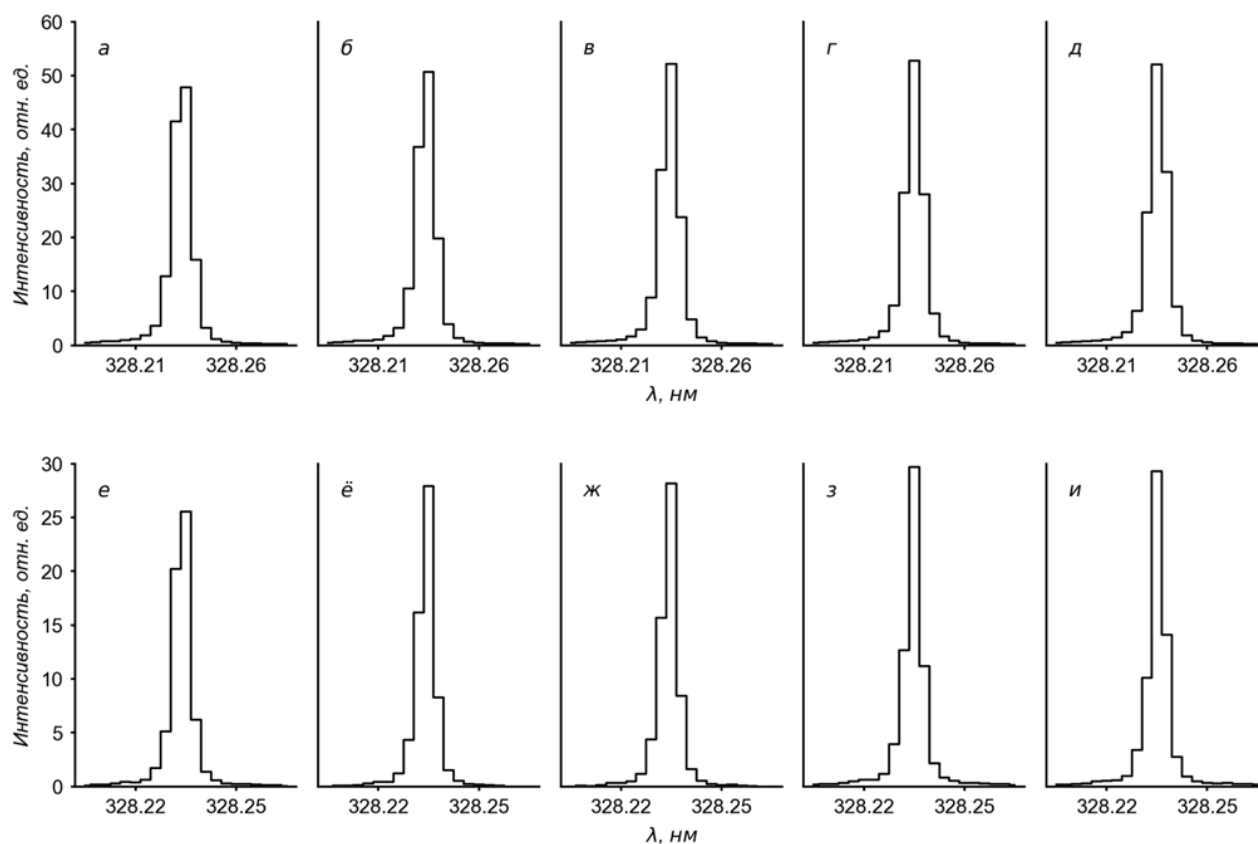 Интенсивность, отн. ед.
60
50
40
30
20
10
0
а
б
в
г
д
328.21 328.26 328.21 328.26 328.21 328.26 328.21 328.26 328.21 328.26
λ, нм
Интенсивность, отн. ед.
30
25
20
15
10
5
0
е
ё
ж
з
и
328.22 328.25 328.22 328.25 328.22 328.25 328.22 328.25 328.22 328.25
λ, нм